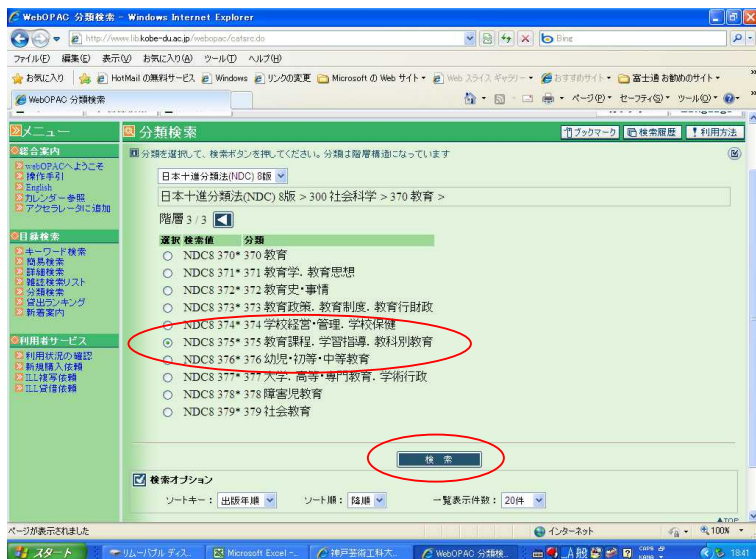 WebOPAC 分類検索 - Windows Internet Explorer
http://www.lib.kobe-du.ac.jp/webopac/catsrc.do
Bing
ファイル(F) 編集(E) 表示(V) お気に入り(A) ツール(T) ヘルプ(H)
お気に入り HotMail の無料サービス Windows リンクの変更 Microsoft の Web サイト Web スライス ギャラリー おすすめサイト 富士通 お勧めのサイト
WebOPAC 分類検索
ページ(P) セーフティ(S) ツール(O)
メニュー
分類検索
ブックマーク 検索履歴 利用方法
総合案内
分類を選択して、検索ボタンを押してください。分類は階層構造になっています
webOPACへようこそ
操作手引
English
カレンダー参照
アクセラレータに追加
日本十進分類法(NDC) 8版
日本十進分類法(NDC) 8版 > 300 社会科学 > 370 教育 >
階層 3 / 3
目録検索
キーワード検索
簡易検索
詳細検索
雑誌検索リスト
分類検索
貸出ランキング
新着案内
利用者サービス
利用状況の確認
新規購入依頼
ILL複写依頼
ILL貸借依頼
選択 検索値 分類
NDC8 370* 370 教育
NDC8 371* 371 教育学. 教育思想
NDC8 372* 372 教育史・事情
NDC8 373* 373 教育政策. 教育制度. 教育行財政
NDC8 374* 374 学校経営・管理. 学校保健
NDC8 375* 375 教育課程. 学習指導. 教科別教育
NDC8 376* 376 幼児・初等・中等教育
NDC8 377* 377 大学. 高等・専門教育. 学術行政
NDC8 378* 378 障害児教育
NDC8 379* 379 社会教育
検 索
検索オプション
ソートキー： 出版年順 ソート順： 降順 一覧表示件数： 20件
▲TOP
ページが表示されました
インターネット
100%
スタート
リムーバブル ディス...
Microsoft Excel -...
神戸芸術工科大...
WebOPAC 分類検...
A 般
CAPS
KANA
18:41